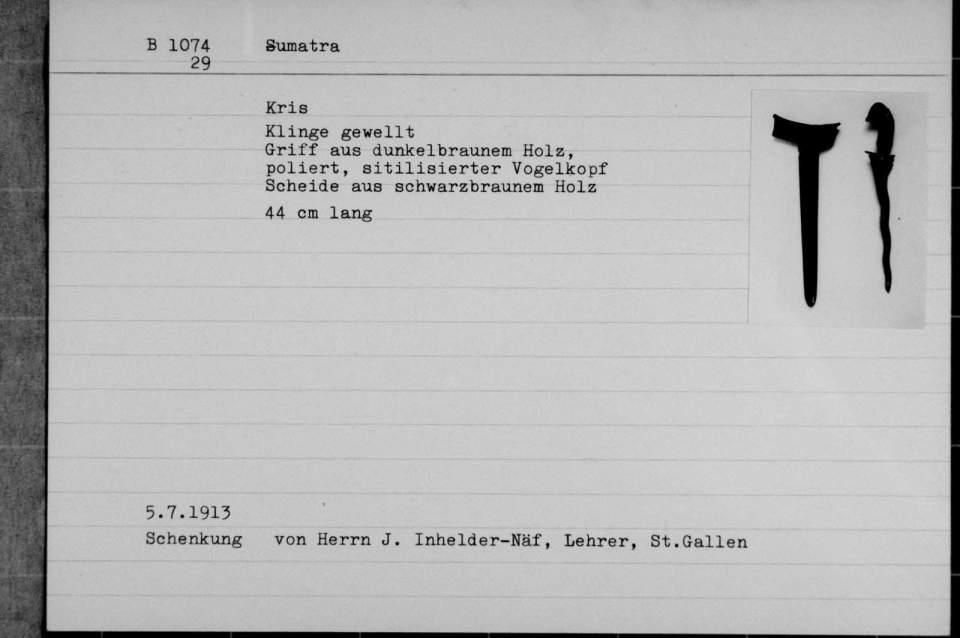 B 1074 Sumatra
29
Kris
Klinge gewellt
Griff aus dunkelbraunem Holz,
poliert, sitilisierter Vogelkopf
Scheide aus schwarzbraunem Holz
44 cm lang
5.7.1913
Schenkung von Herrn J. Inhelder-Näf, Lehrer, St.Gallen